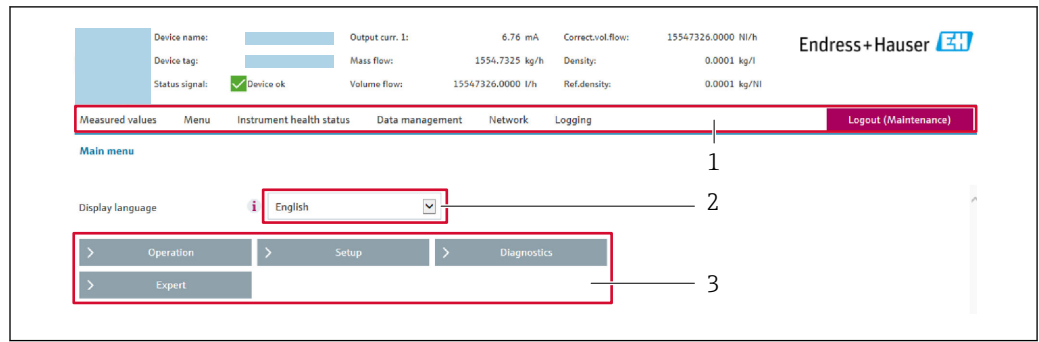 Device name: Output curr. 1: 6.76 mA Correct.vol.flow: 15547326.0000 Nl/h
Endress+Hauser EH
Device tag: Mass flow: 1554.7325 kg/h Density: 0.0001 kg/l
Status signal: Device ok Volume flow: 15547326.0000 l/h Ref.density: 0.0001 kg/Nl
Measured values Menu Instrument health status Data management Network Logging Logout (Maintenance)
1
Main menu
Display language i English 2
> Operation > Setup > Diagnostics
> Expert 3